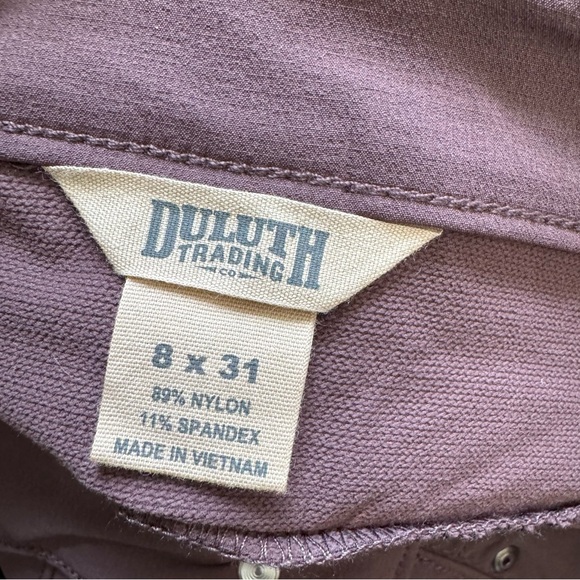 DULUTH
TRADING
CO
8 x 31
89% NYLON
11% SPANDEX
MADE IN VIETNAM